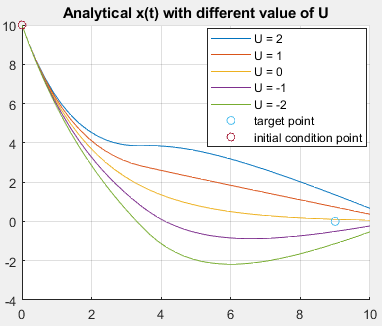 Analytical x(t) with different value of U
10
8
6
4
2
0
-2
-4
0
2
4
6
8
10
U = 2
U = 1
U = 0
U = -1
U = -2
target point
initial condition point